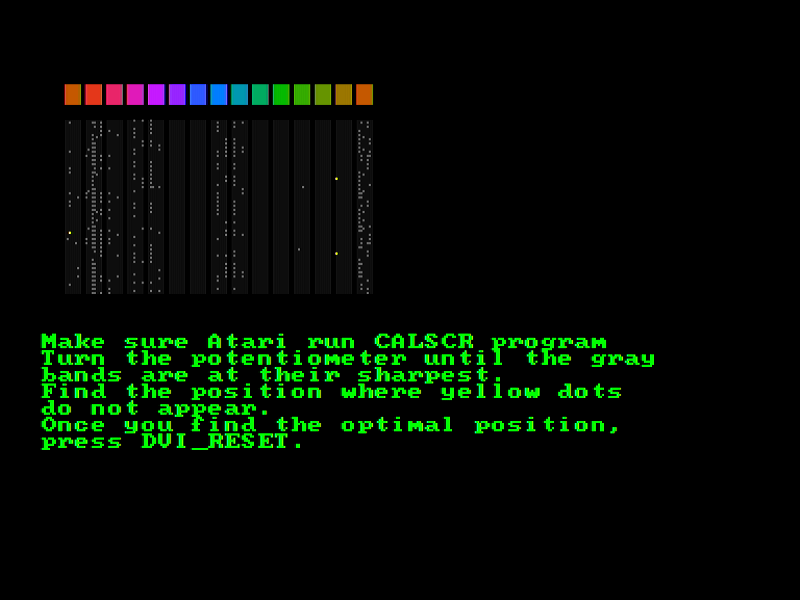 Make sure Atari run CALSCR program
Turn the potentiometer until the gray
bands are at their sharpest.
Find the position where yellow dots
do not appear.
Once you find the optimal position,
press DVI_RESET.